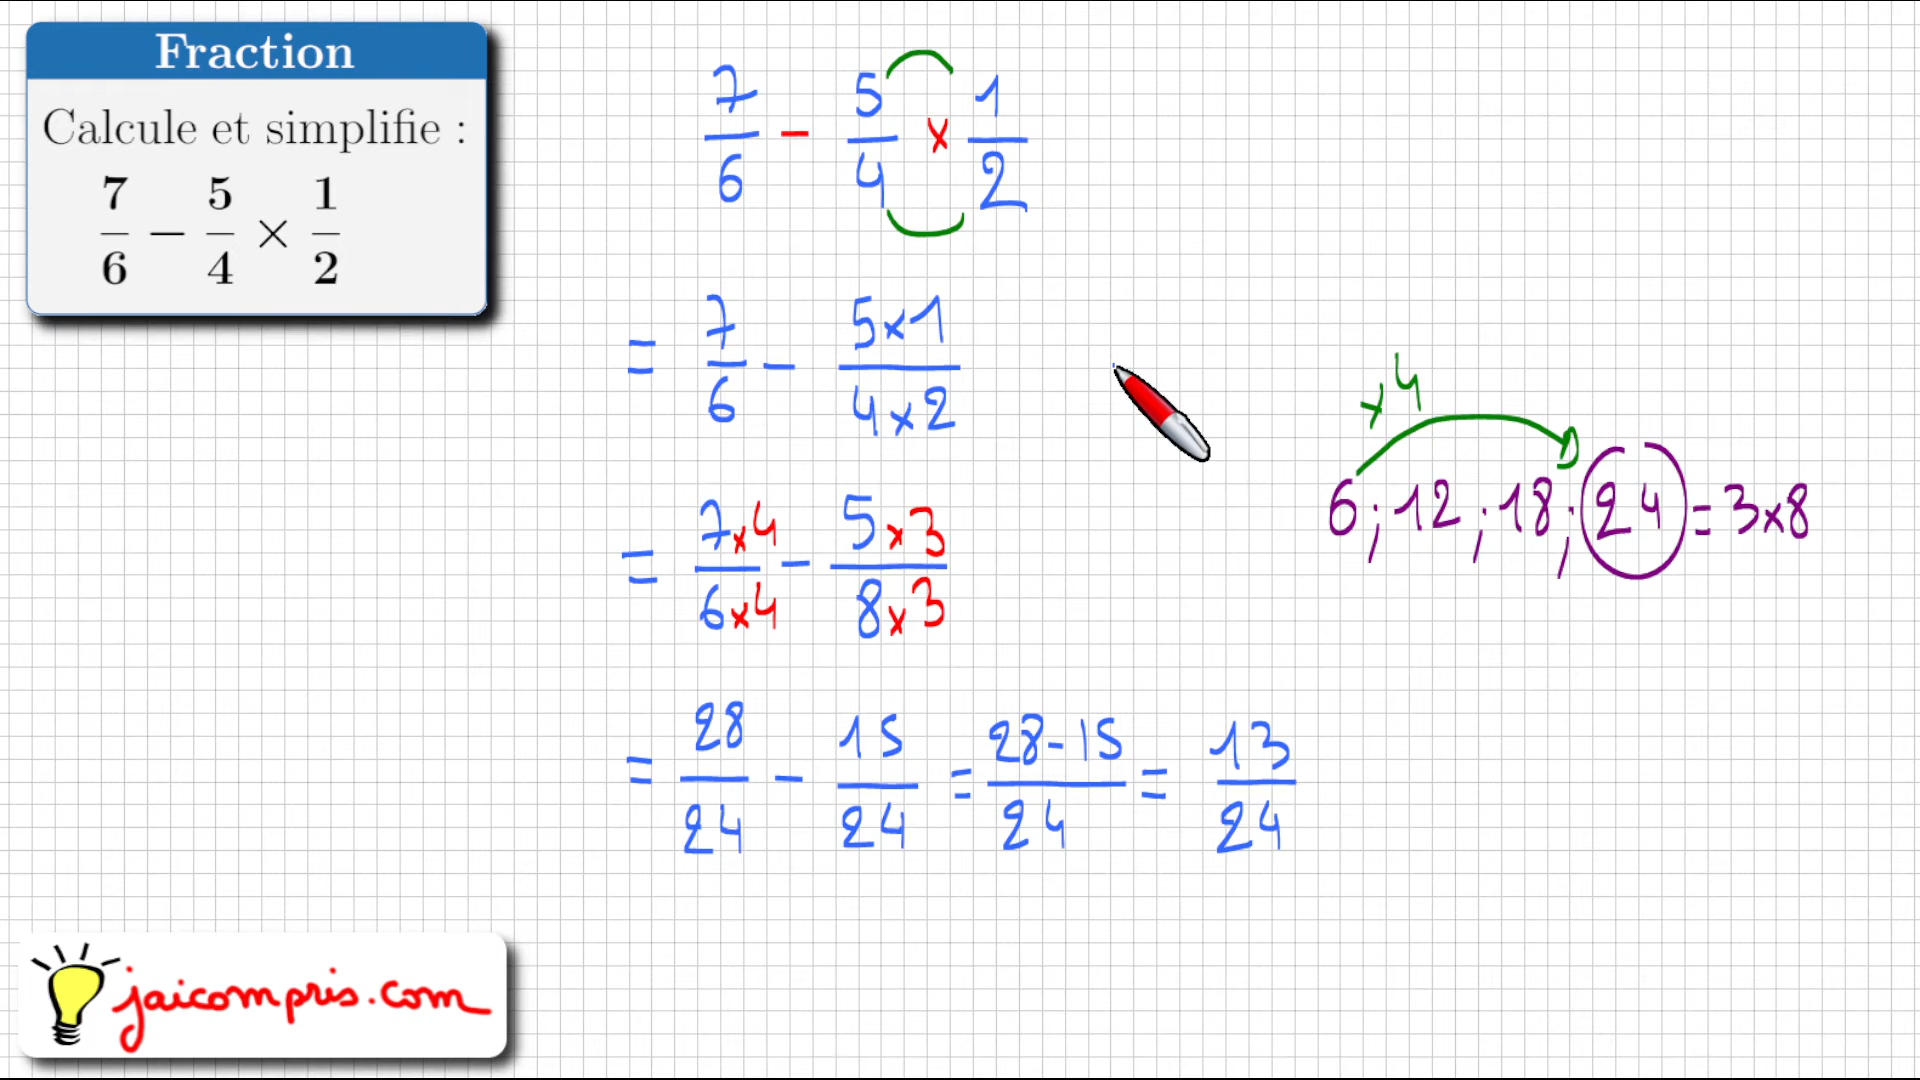 Fraction
Calcule et simplifie :
7/6 − 5/4 × 1/2
7/6 - 5/4 x 1/2
= 7/6 - 5x1/4x2
x4
6 ; 12 ; 18 ; 24 = 3x8
= 7x4/6x4 - 5x3/8x3
= 28/24 - 15/24 = 28-15/24 = 13/24
jaicompris.com